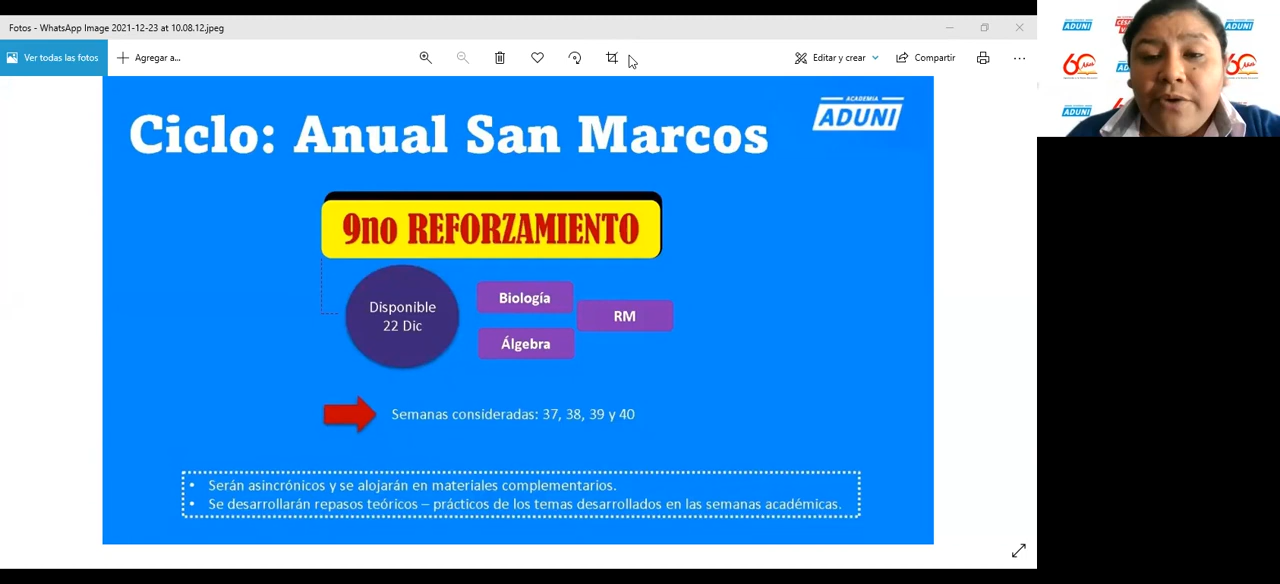 Fotos - WhatsApp Image 2021-12-23 at 10.08.12.jpeg
Ver todas las fotos
Agregar a...
Editar y crear
Compartir
ACADEMIA
ADUNI
Ciclo: Anual San Marcos
9no REFORZAMIENTO
Disponible
22 Dic
Biología
RM
Álgebra
Semanas consideradas: 37, 38, 39 y 40
• Serán asincrónicos y se alojarán en materiales complementarios.
• Se desarrollarán repasos teóricos – prácticos de los temas desarrollados en las semanas académicas.
ADUNI
ADUNI
60
60
ADUNI